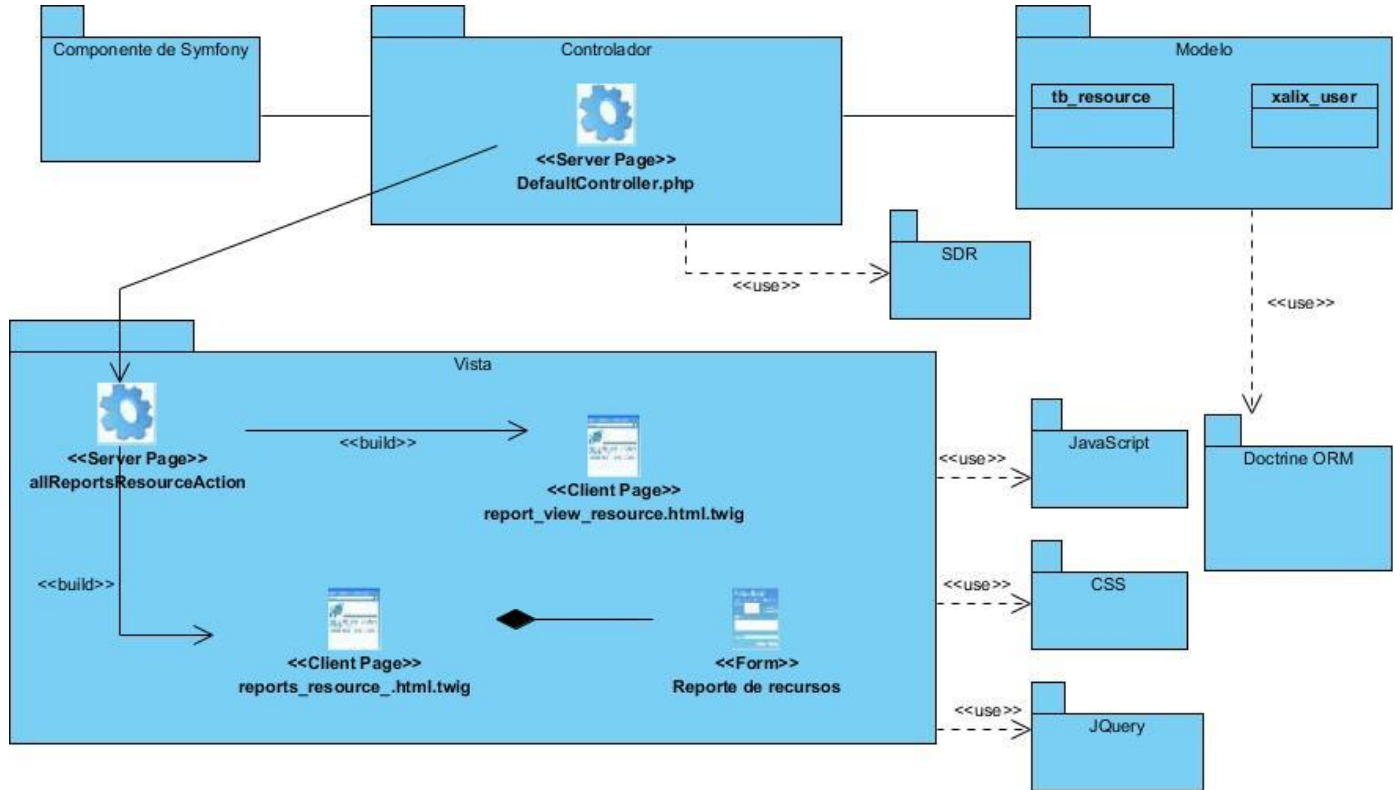 Componente de Symfony
Controlador
Modelo
tb_resource
xalix_user
<<Server Page>>
DefaultController.php
SDR
<<use>>
<<use>>
Vista
<<Server Page>>
allReportsResourceAction
<<build>>
<<Client Page>>
report_view_resource.html.twig
<<use>>
JavaScript
Doctrine ORM
<<build>>
<<use>>
CSS
<<Client Page>>
reports_resource_.html.twig
<<Form>>
Reporte de recursos
<<use>>
JQuery